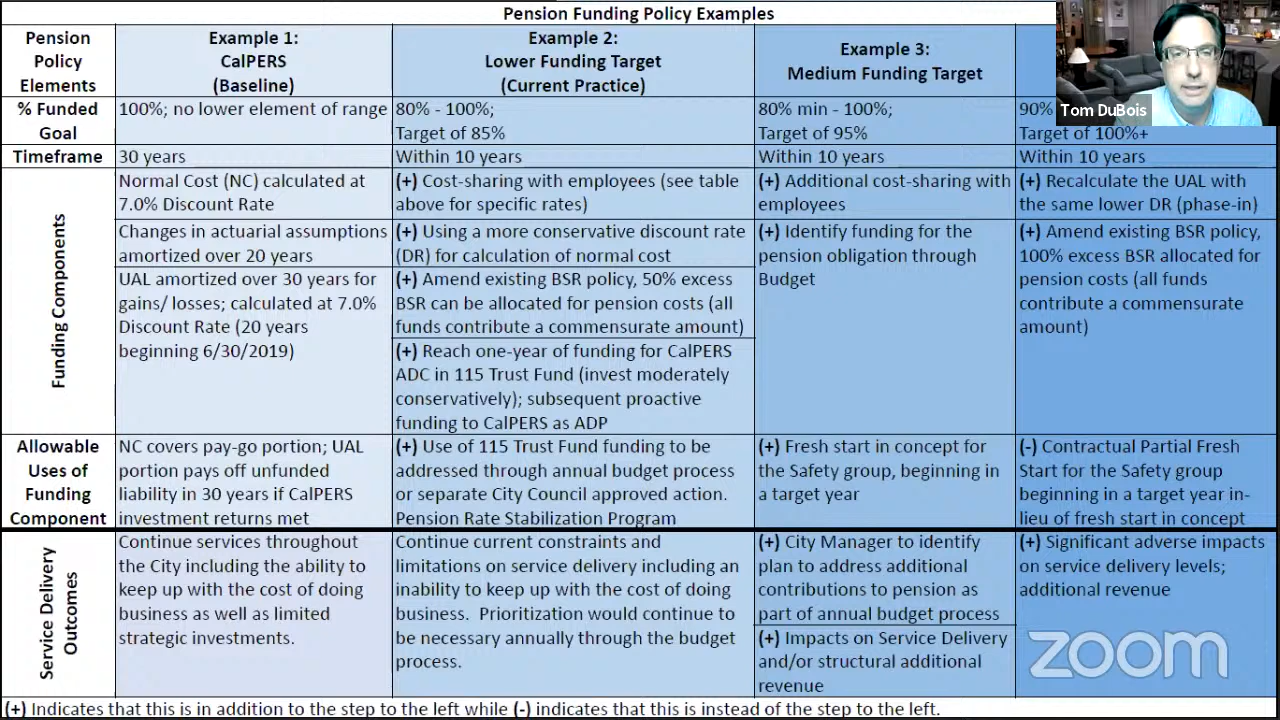 Pension Funding Policy Examples
Pension
Policy
Elements
Example 1:
CalPERS
(Baseline)
Example 2:
Lower Funding Target
(Current Practice)
Example 3:
Medium Funding Target
% Funded
Goal
100%; no lower element of range
80% - 100%;
Target of 85%
80% min - 100%;
Target of 95%
90%
Target of 100%+
Tom DuBois
Timeframe
30 years
Within 10 years
Within 10 years
Within 10 years
Funding Components
Normal Cost (NC) calculated at
7.0% Discount Rate
(+) Cost-sharing with employees (see table
above for specific rates)
(+) Additional cost-sharing with
employees
(+) Recalculate the UAL with
the same lower DR (phase-in)
Changes in actuarial assumptions
amortized over 20 years
(+) Using a more conservative discount rate
(DR) for calculation of normal cost
(+) Identify funding for the
pension obligation through
Budget
(+) Amend existing BSR policy,
100% excess BSR allocated for
pension costs (all funds
contribute a commensurate
amount)
UAL amortized over 30 years for
gains/ losses; calculated at 7.0%
Discount Rate (20 years
beginning 6/30/2019)
(+) Amend existing BSR policy, 50% excess
BSR can be allocated for pension costs (all
funds contribute a commensurate amount)
(+) Reach one-year of funding for CalPERS
ADC in 115 Trust Fund (invest moderately
conservatively); subsequent proactive
funding to CalPERS as ADP
Allowable
Uses of
Funding
Component
NC covers pay-go portion; UAL
portion pays off unfunded
liability in 30 years if CalPERS
investment returns met
(+) Use of 115 Trust Fund funding to be
addressed through annual budget process
or separate City Council approved action.
Pension Rate Stabilization Program
(+) Fresh start in concept for
the Safety group, beginning in
a target year
(-) Contractual Partial Fresh
Start for the Safety group
beginning in a target year in-
lieu of fresh start in concept
Service Delivery
Outcomes
Continue services throughout
the City including the ability to
keep up with the cost of doing
business as well as limited
strategic investments.
Continue current constraints and
limitations on service delivery including an
inability to keep up with the cost of doing
business.  Prioritization would continue to
be necessary annually through the budget
process.
(+) City Manager to identify
plan to address additional
contributions to pension as
part of annual budget process
(+) Impacts on Service Delivery
and/or structural additional
revenue
(+) Significant adverse impacts
on service delivery levels;
additional revenue
zoom
(+) Indicates that this is in addition to the step to the left while (-) indicates that this is instead of the step to the left.